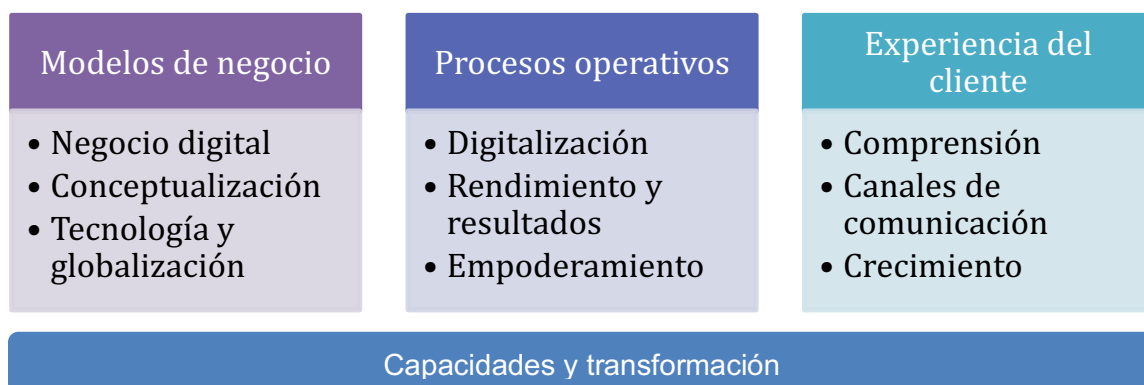 Modelos de negocio
• Negocio digital
• Conceptualización
• Tecnología y
globalización
Procesos operativos
• Digitalización
• Rendimiento y
resultados
• Empoderamiento
Experiencia del
cliente
• Comprensión
• Canales de
comunicación
• Crecimiento
Capacidades y transformación